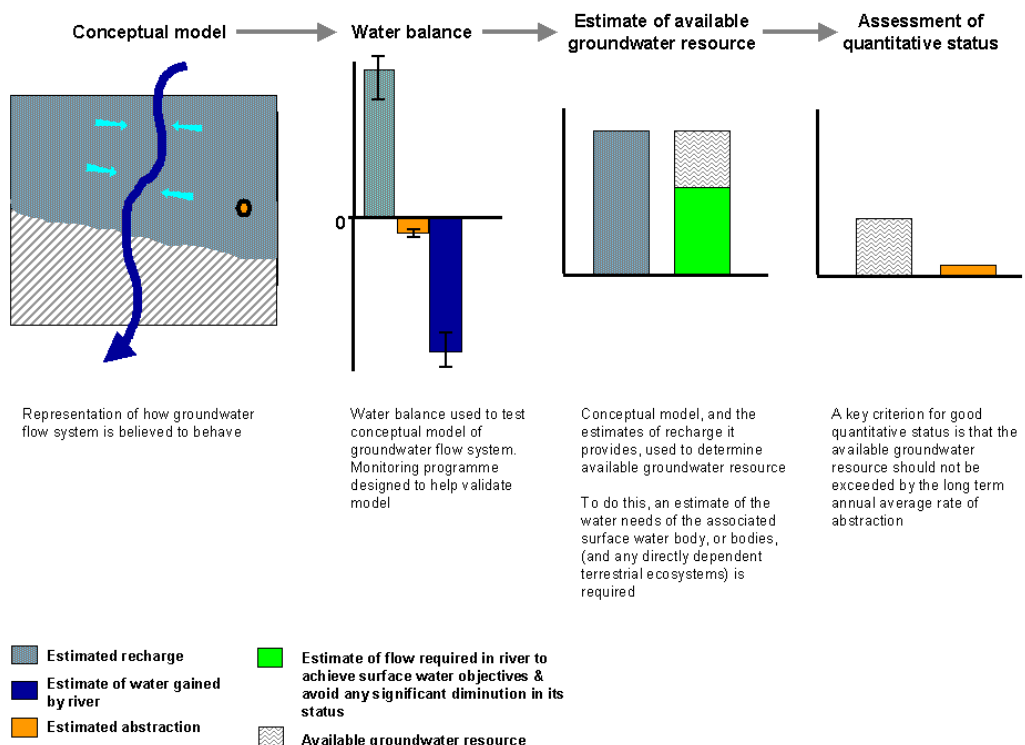 Conceptual model
Water balance
Estimate of available
groundwater resource
Assessment of
quantitative status
0
Representation of how groundwater
flow system is believed to behave
Water balance used to test
conceptual model of
groundwater flow system.
Monitoring programme
designed to help validate
model
Conceptual model, and the
estimates of recharge it
provides, used to determine
available groundwater resource
To do this, an estimate of the
water needs of the associated
surface water body, or bodies,
(and any directly dependent
terrestrial ecosystems) is
required
A key criterion for good
quantitative status is that the
available groundwater
resource should not be
exceeded by the long term
annual average rate of
abstraction
Estimated recharge
Estimate of water gained
by river
Estimated abstraction
Estimate of flow required in river to
achieve surface water objectives &
avoid any significant diminution in its
status
Available groundwater resource